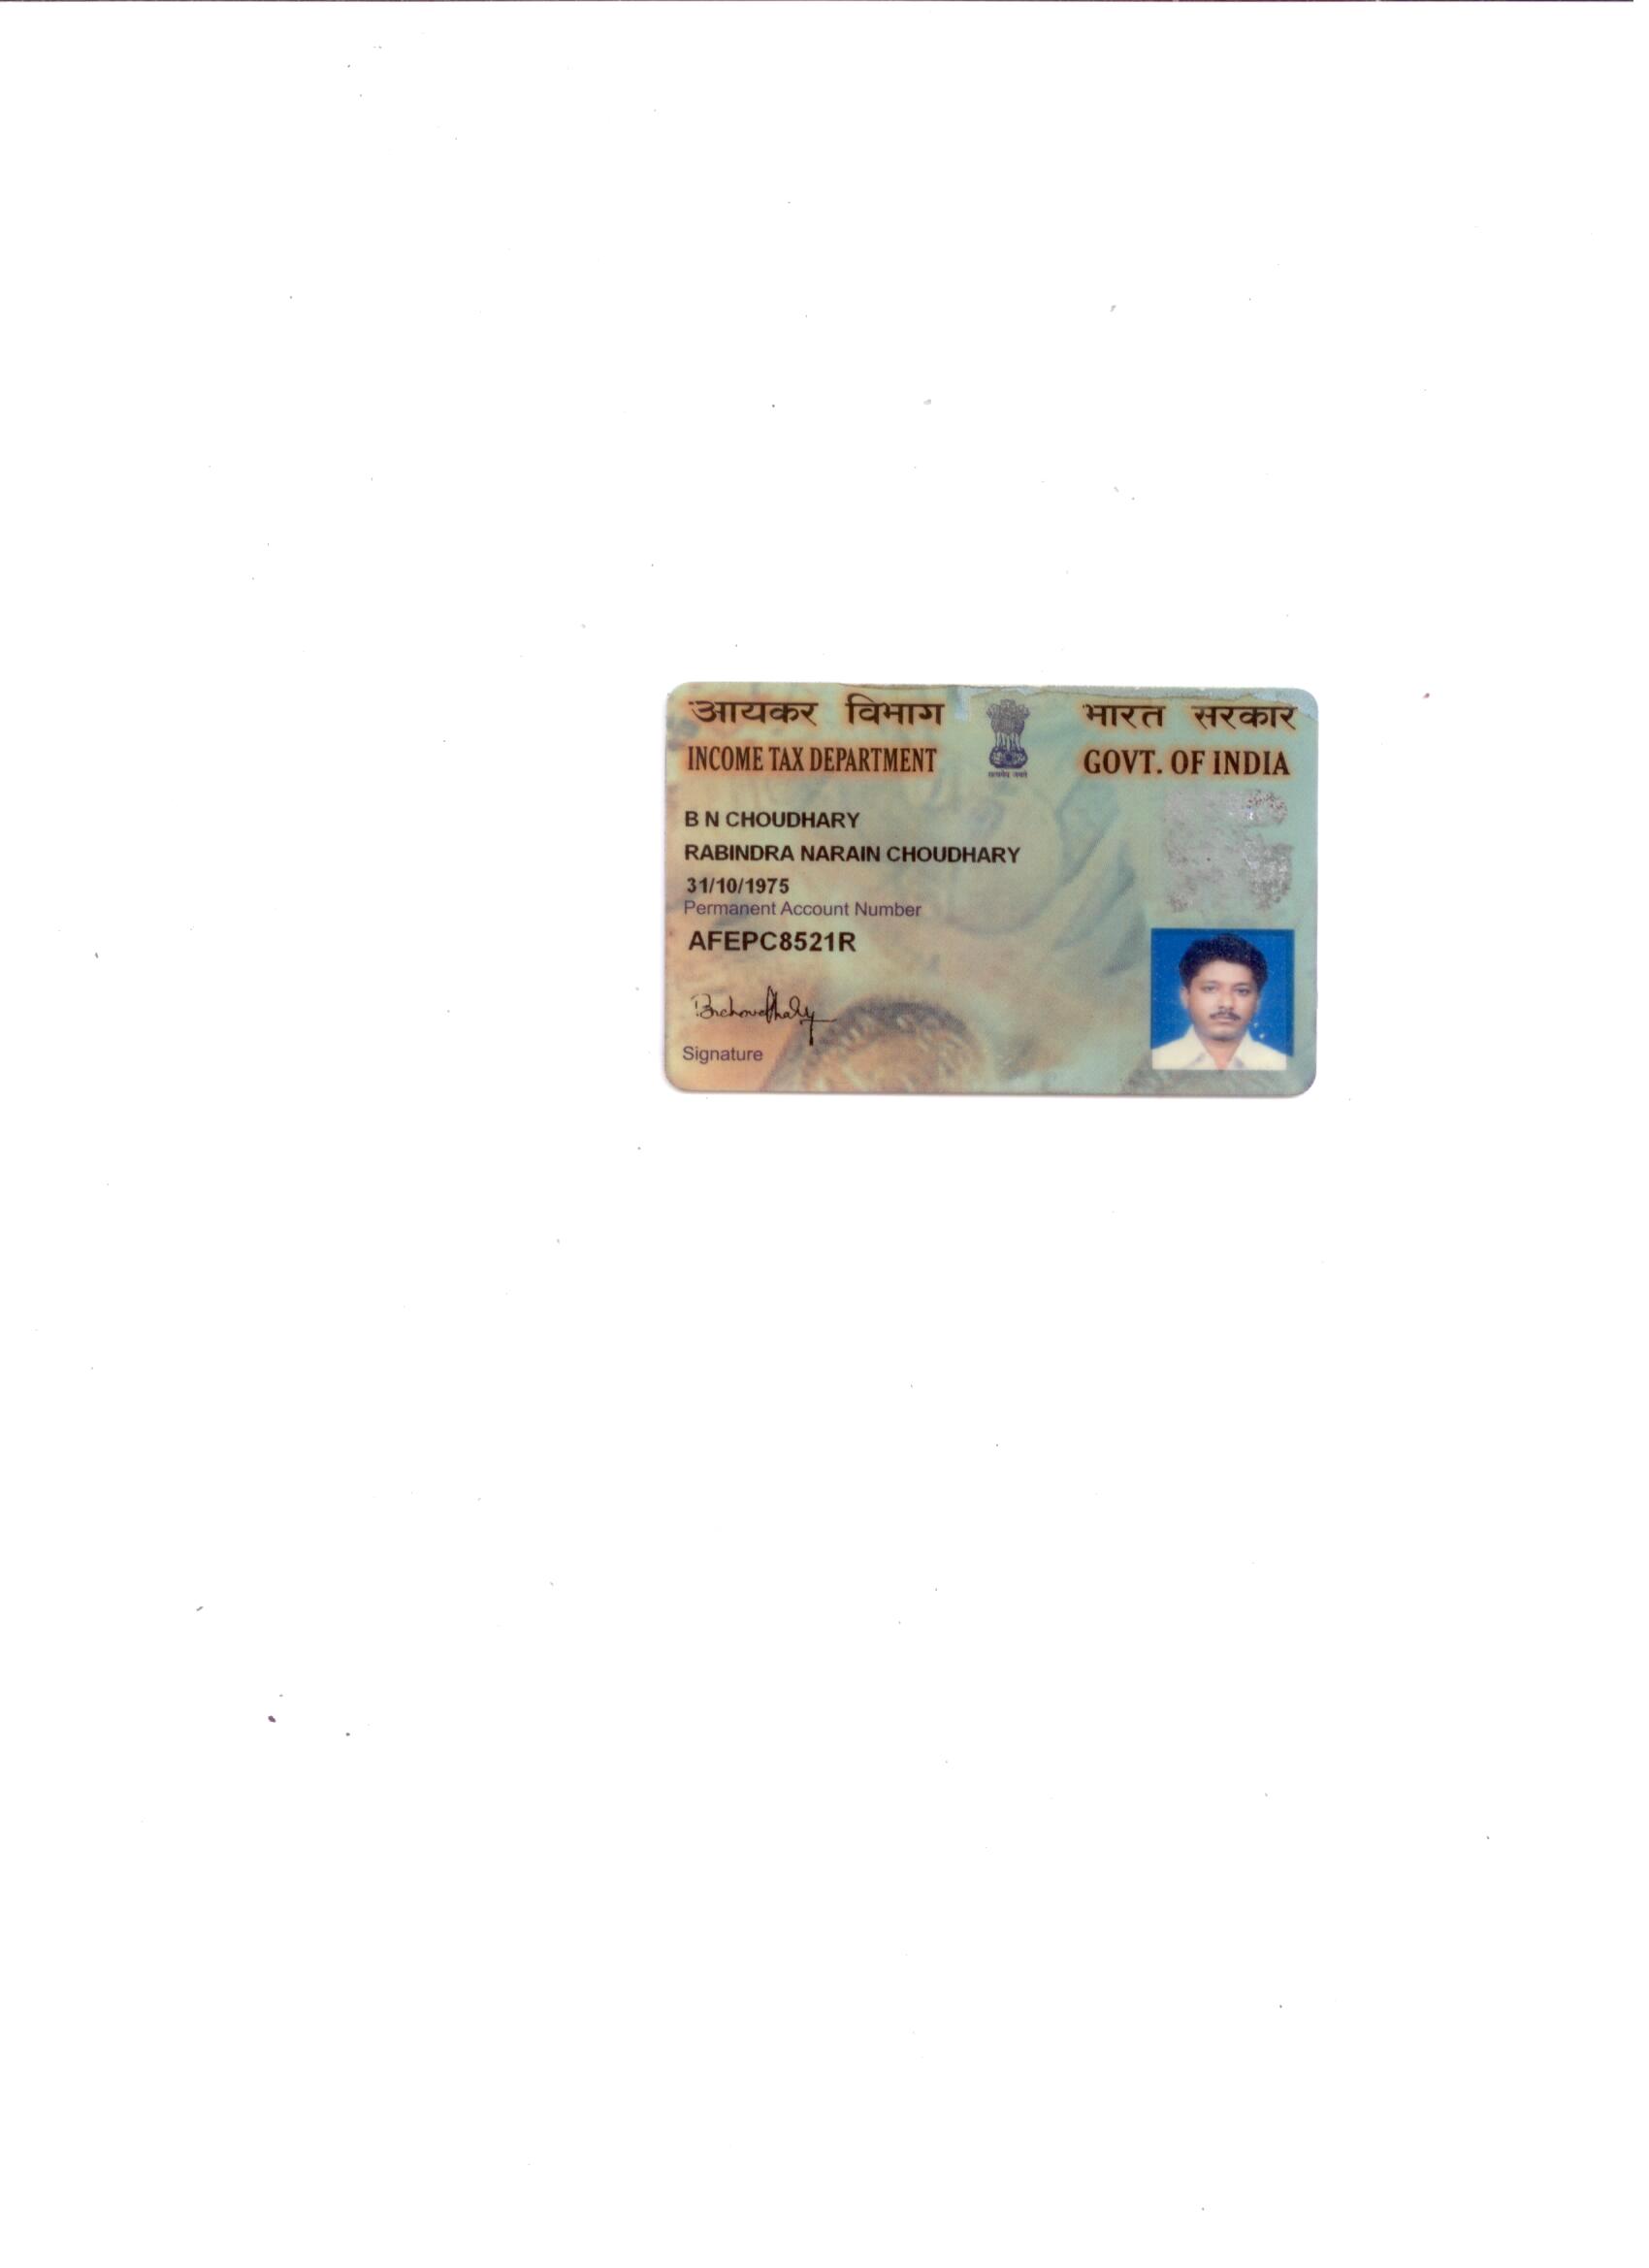 आयकर विभाग
INCOME TAX DEPARTMENT
भारत सरकार
GOVT. OF INDIA
सत्यमेव जयते
B N CHOUDHARY
RABINDRA NARAIN CHOUDHARY
31/10/1975
Permanent Account Number
AFEPC8521R
Bnchoudhary
Signature